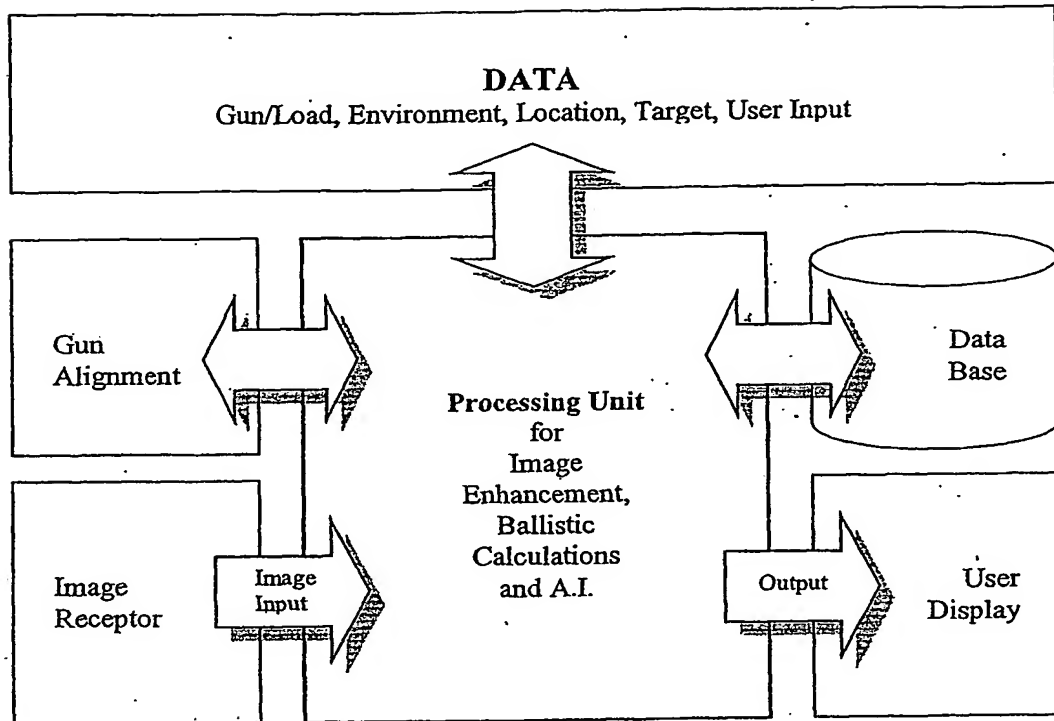 DATA
Gun/Load, Environment, Location, Target, User Input
Gun
Alignment
Data
Base
Processing Unit
for
Image
Enhancement,
Ballistic
Calculations
and A.I.
Image
Receptor
Image
Input
Output
User
Display